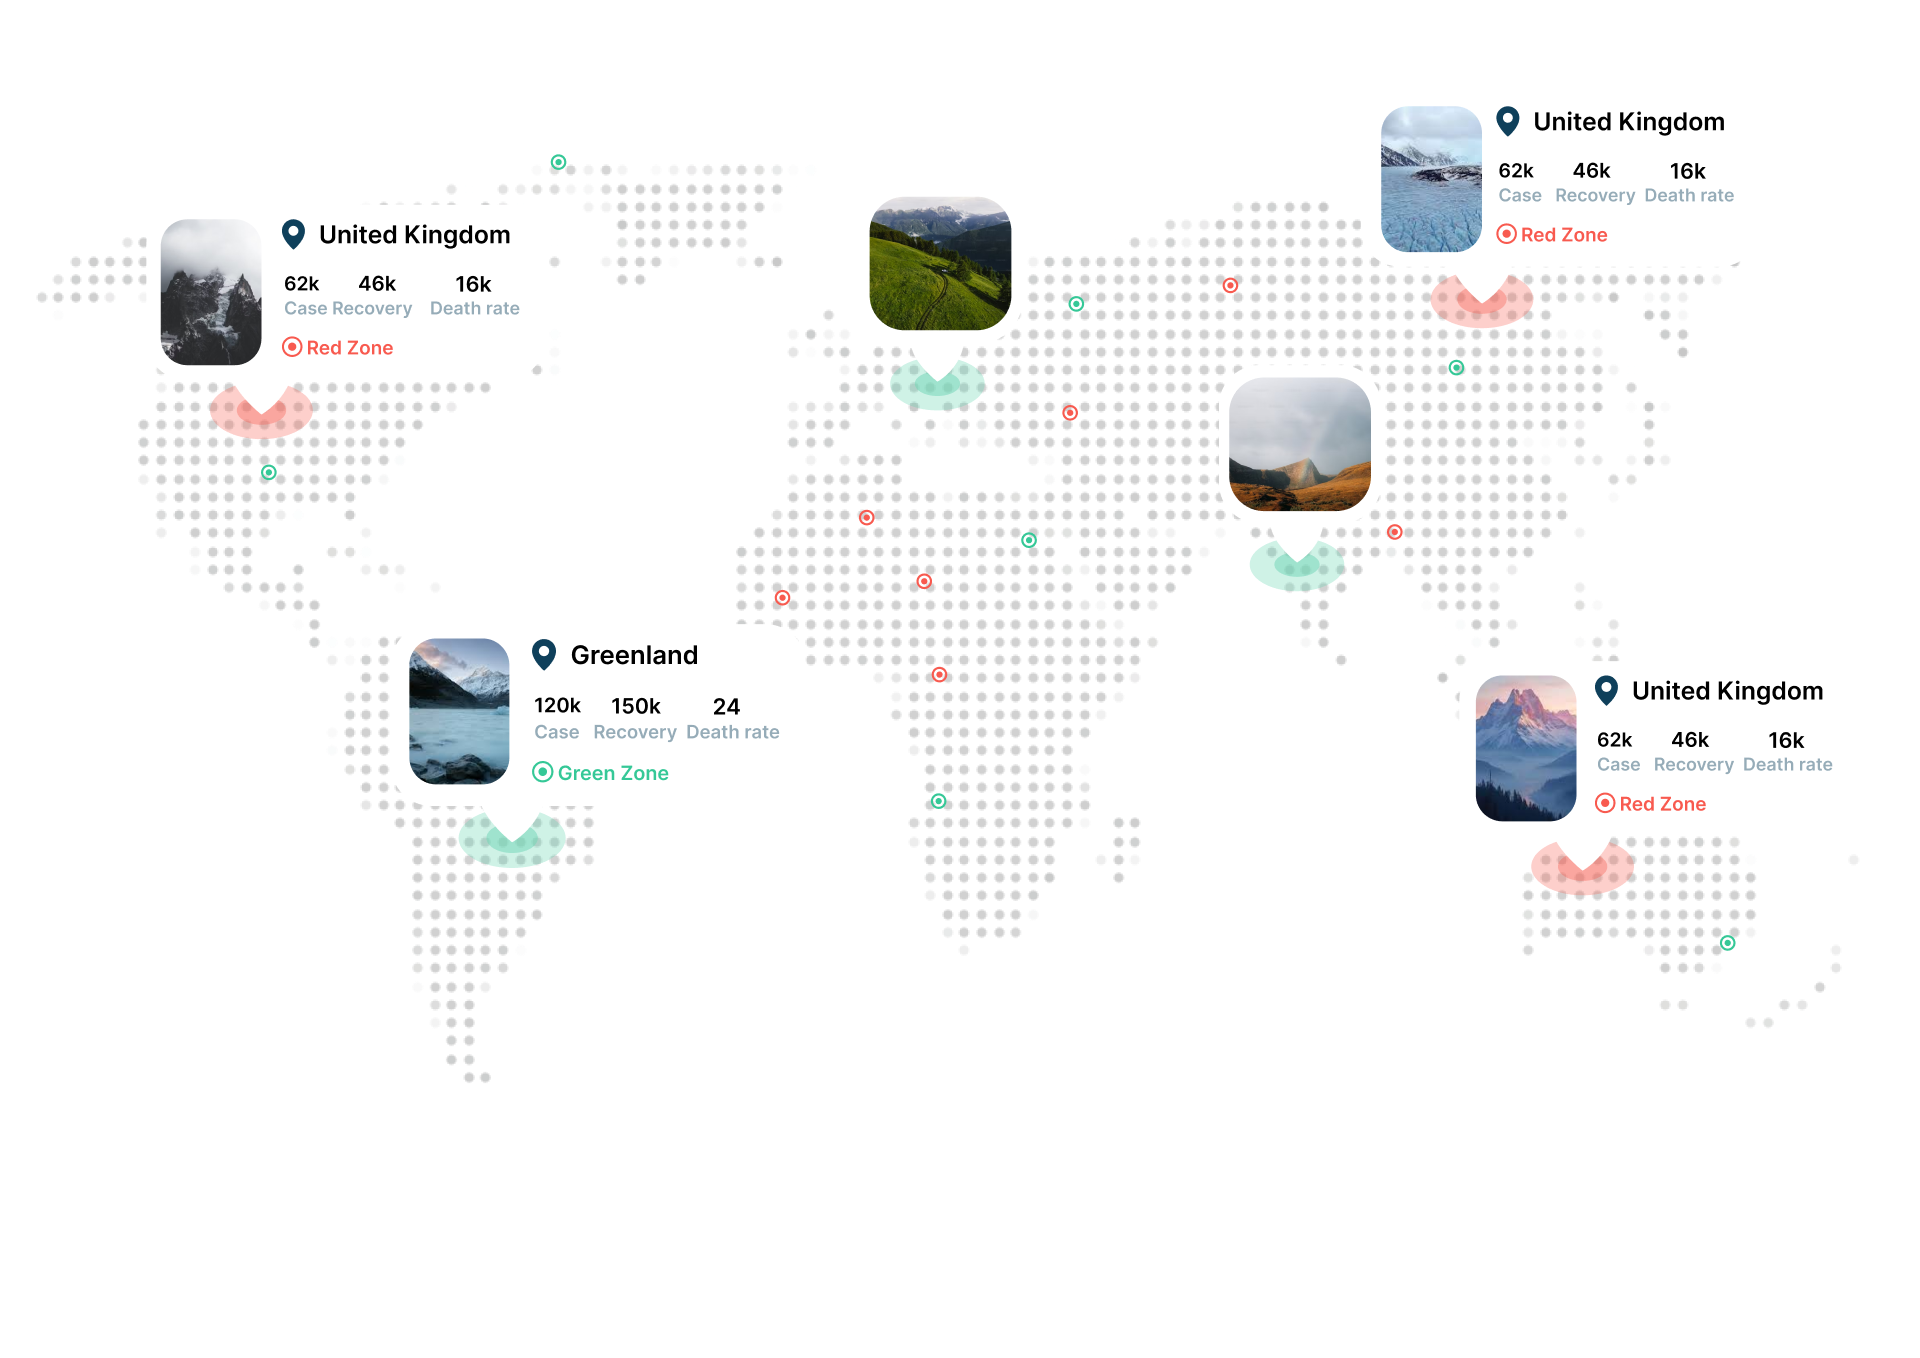 United Kingdom
62k 46k 16k
Case Recovery Death rate
Red Zone
United Kingdom
62k 46k 16k
Case Recovery Death rate
Red Zone
Greenland
120k 150k 24
Case Recovery Death rate
Green Zone
United Kingdom
62k 46k 16k
Case Recovery Death rate
Red Zone